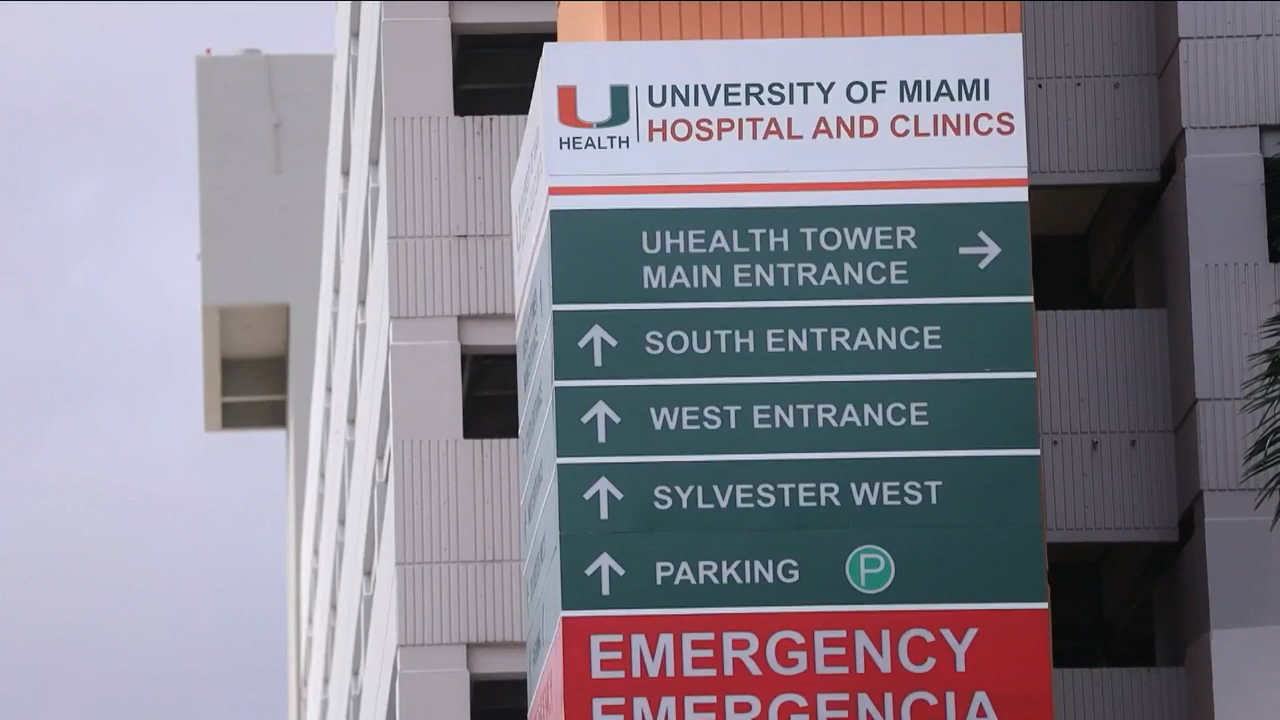 U
HEALTH
UNIVERSITY OF MIAMI
HOSPITAL AND CLINICS
UHEALTH TOWER
MAIN ENTRANCE
SOUTH ENTRANCE
WEST ENTRANCE
SYLVESTER WEST
PARKING P
EMERGENCY
EMERGENCIA